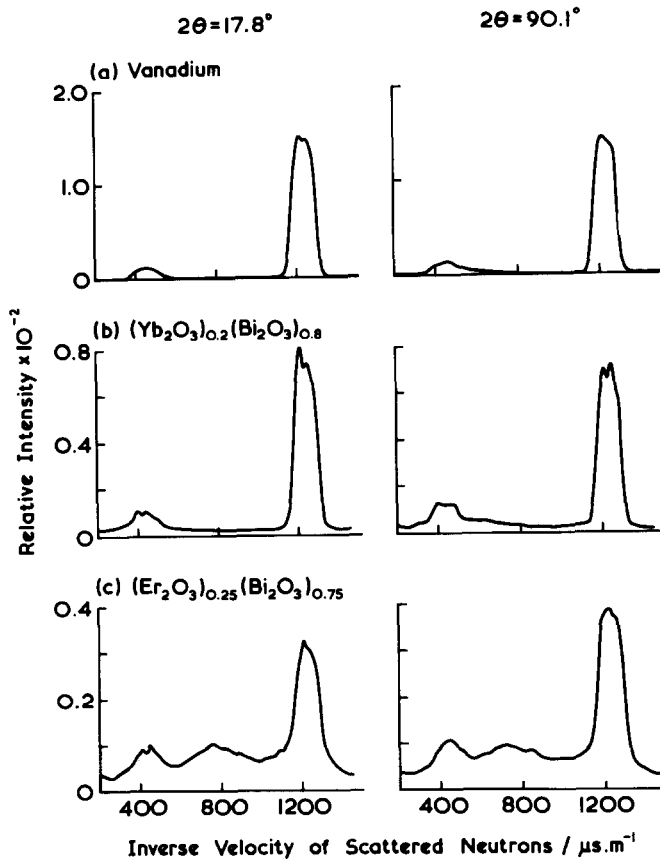 2θ=17.8° 2θ=90.1°
(a) Vanadium
2.0
1.0
0
(b) (Yb₂O₃)₀.₂(Bi₂O₃)₀.₈
0.8
0.4
0
Relative Intensity × 10⁻²
(c) (Er₂O₃)₀.₂₅(Bi₂O₃)₀.₇₅
0.4
0.2
0
400 800 1200 400 800 1200
Inverse Velocity of Scattered Neutrons / μs.m⁻¹